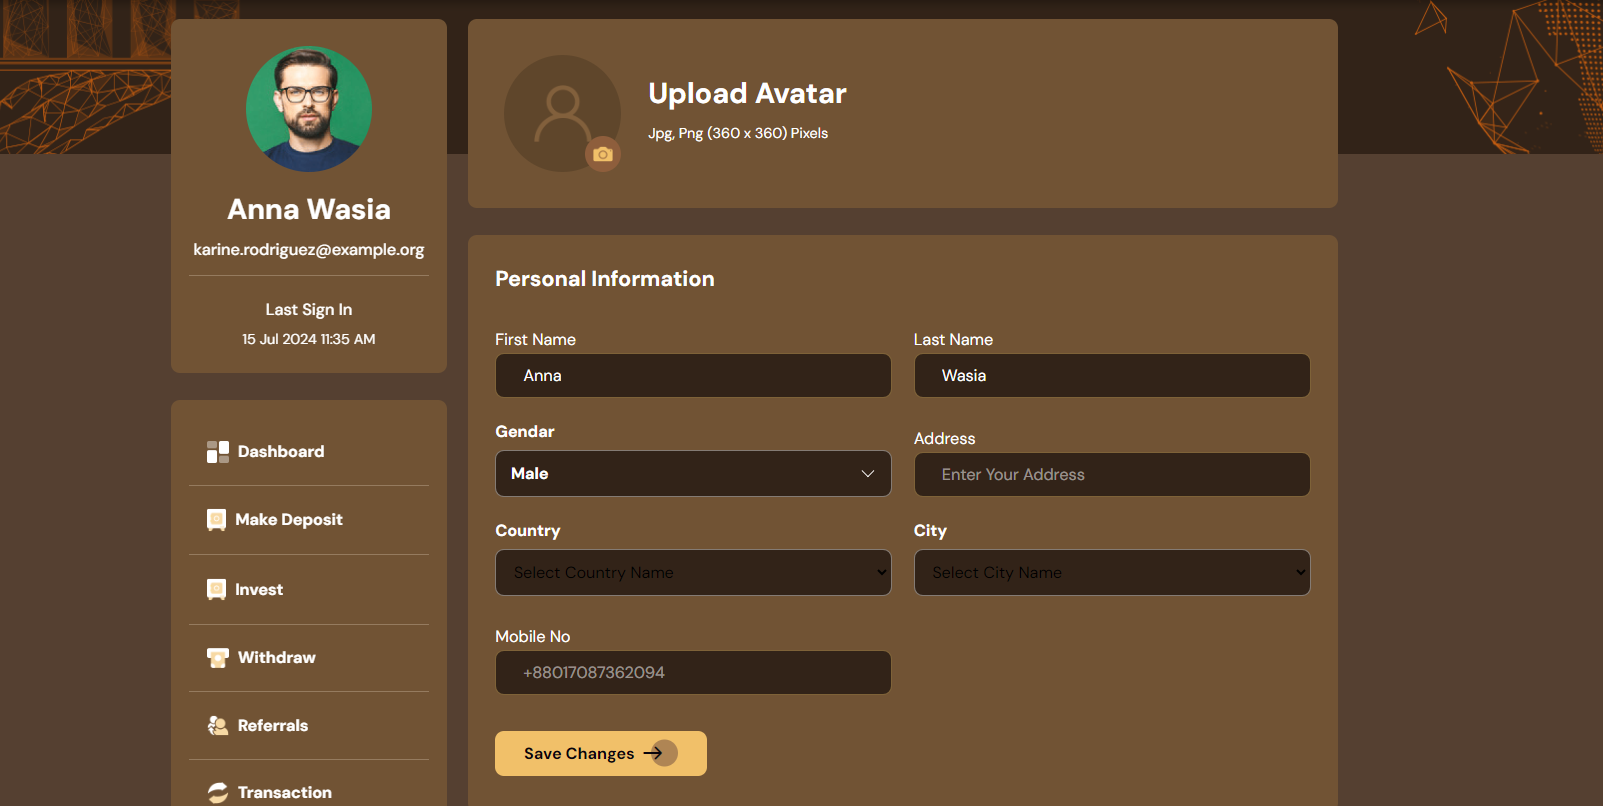 Anna Wasia
karine.rodriguez@example.org
Last Sign In
15 Jul 2024 11:35 AM
Dashboard
Make Deposit
Invest
Withdraw
Referrals
Transaction
Upload Avatar
Jpg, Png (360 x 360) Pixels
Personal Information
First Name
Anna
Last Name
Wasia
Gendar
Male
Address
Enter Your Address
Country
Select Country Name
City
Select City Name
Mobile No
+88017087362094
Save Changes